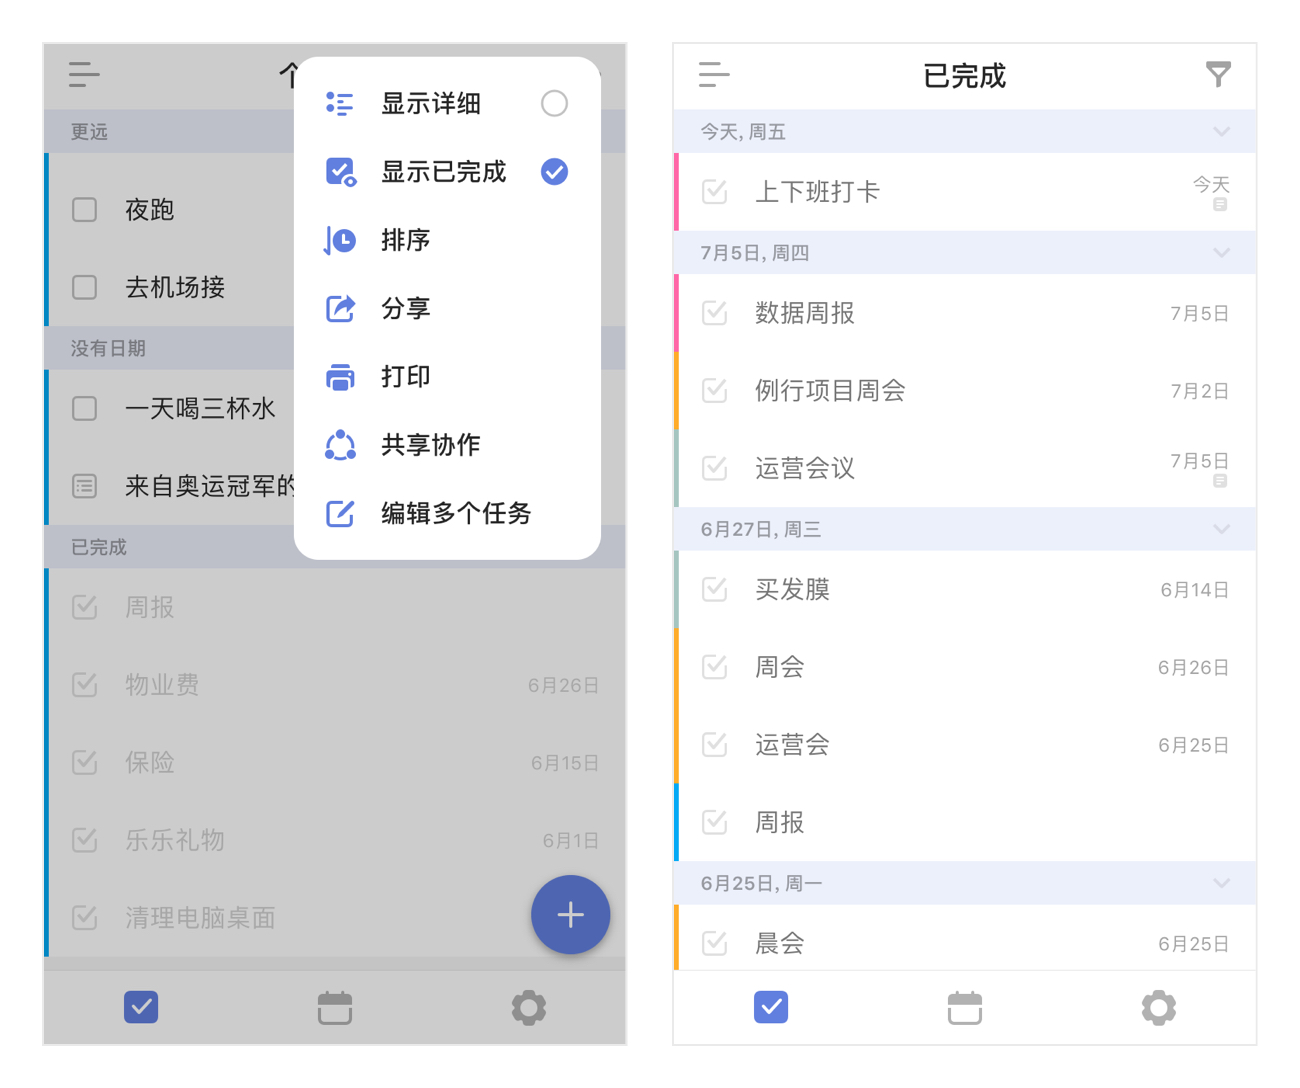 个
显示详细
显示已完成
排序
分享
打印
共享协作
编辑多个任务
更远
夜跑
去机场接
没有日期
一天喝三杯水
来自奥运冠军的
已完成
周报
物业费 6月26日
保险 6月15日
乐乐礼物 6月1日
清理电脑桌面
已完成
今天, 周五
上下班打卡 今天
7月5日, 周四
数据周报 7月5日
例行项目周会 7月2日
运营会议 7月5日
6月27日, 周三
买发膜 6月14日
周会 6月26日
运营会 6月25日
周报
6月25日, 周一
晨会 6月25日